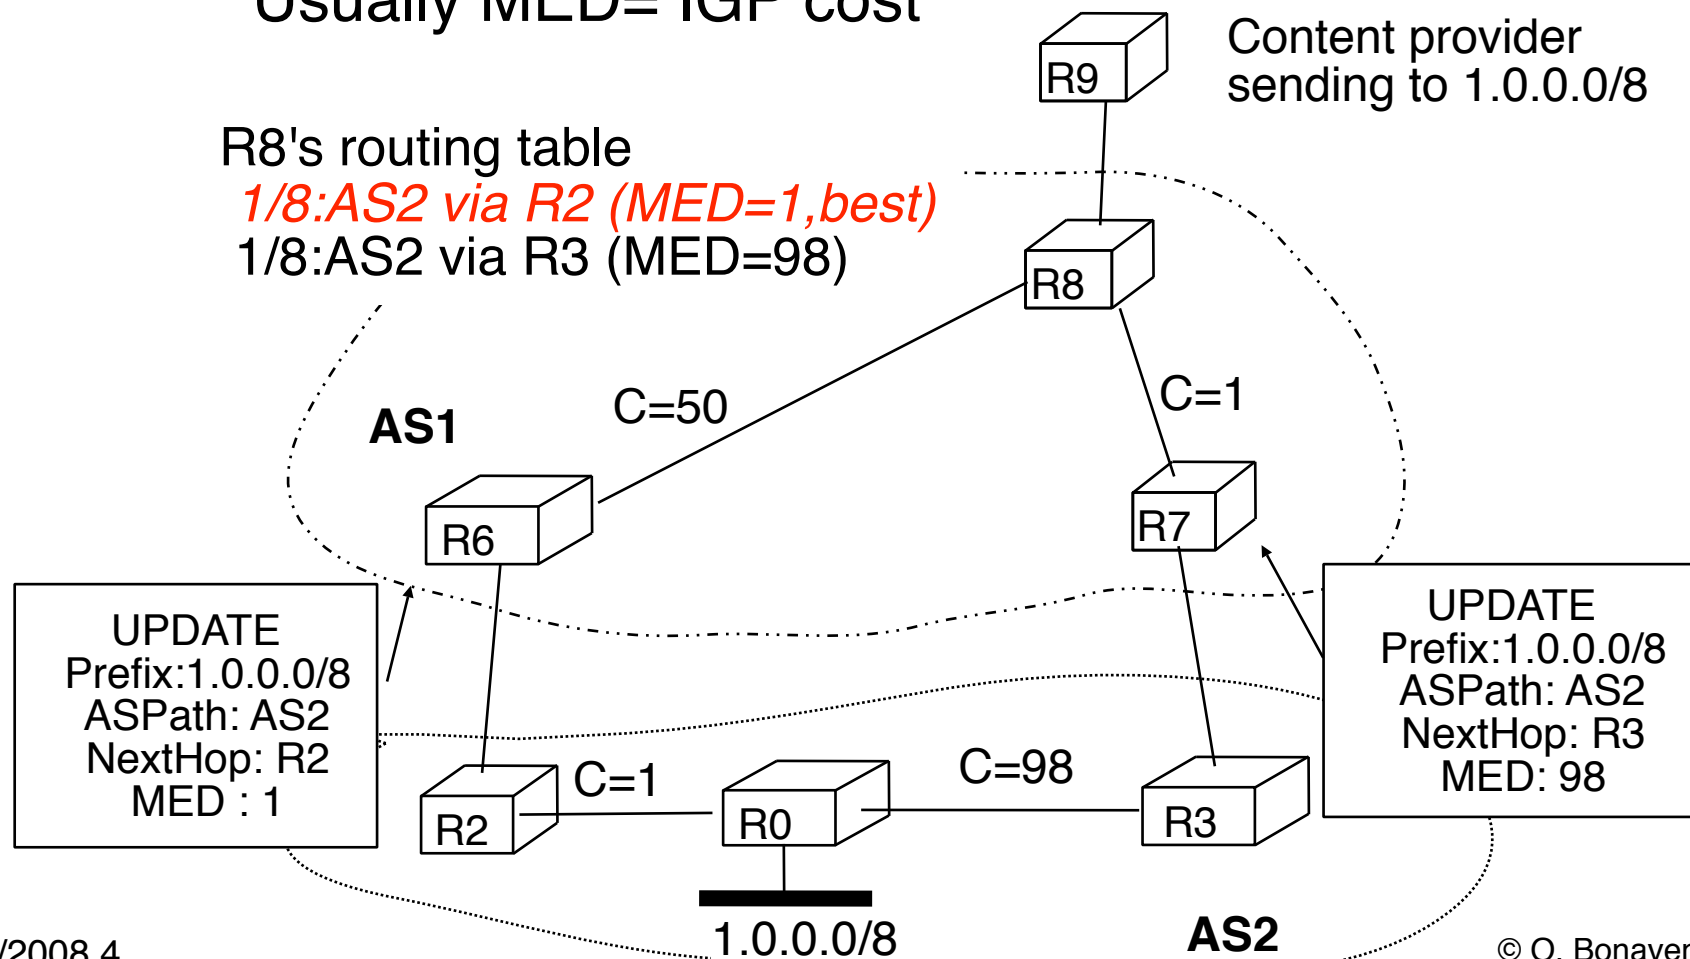 Usually MED= IGP cost
Content provider
sending to 1.0.0.0/8
R9
R8's routing table
1/8:AS2 via R2 (MED=1,best)
1/8:AS2 via R3 (MED=98)
R8
C=50
C=1
AS1
R6
R7
UPDATE
Prefix:1.0.0.0/8
ASPath: AS2
NextHop: R2
MED : 1
UPDATE
Prefix:1.0.0.0/8
ASPath: AS2
NextHop: R3
MED: 98
R2
C=1
R0
C=98
R3
1.0.0.0/8
AS2
/2008.4
© O. Bonaven